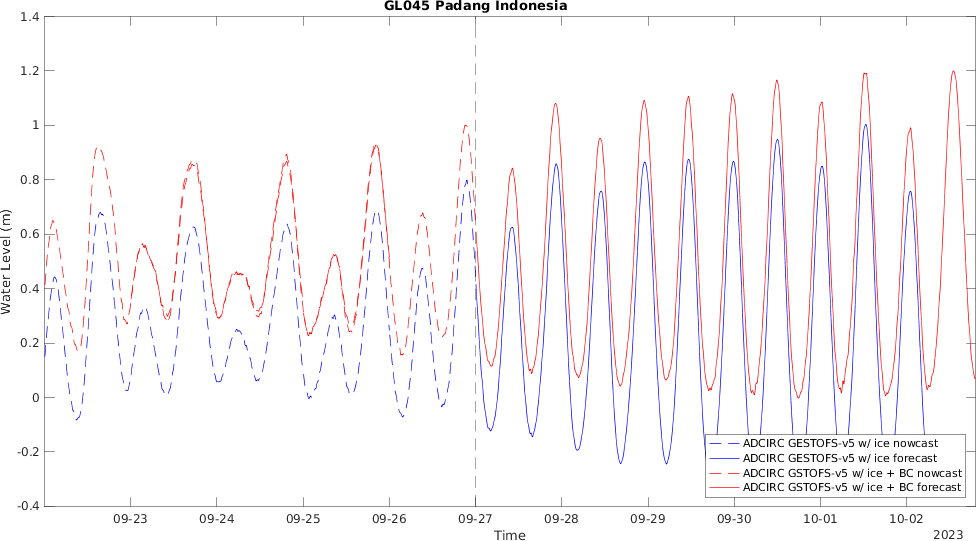 GL045 Padang Indonesia
Water Level (m)
1.4
1.2
1
0.8
0.6
0.4
0.2
0
-0.2
-0.4
ADCIRC GESTOFS-v5 w/ ice nowcast
ADCIRC GESTOFS-v5 w/ ice forecast
ADCIRC GSTOFS-v5 w/ ice + BC nowcast
ADCIRC GSTOFS-v5 w/ ice + BC forecast
09-23 09-24 09-25 09-26 09-27 09-28 09-29 09-30 10-01 10-02
Time
2023